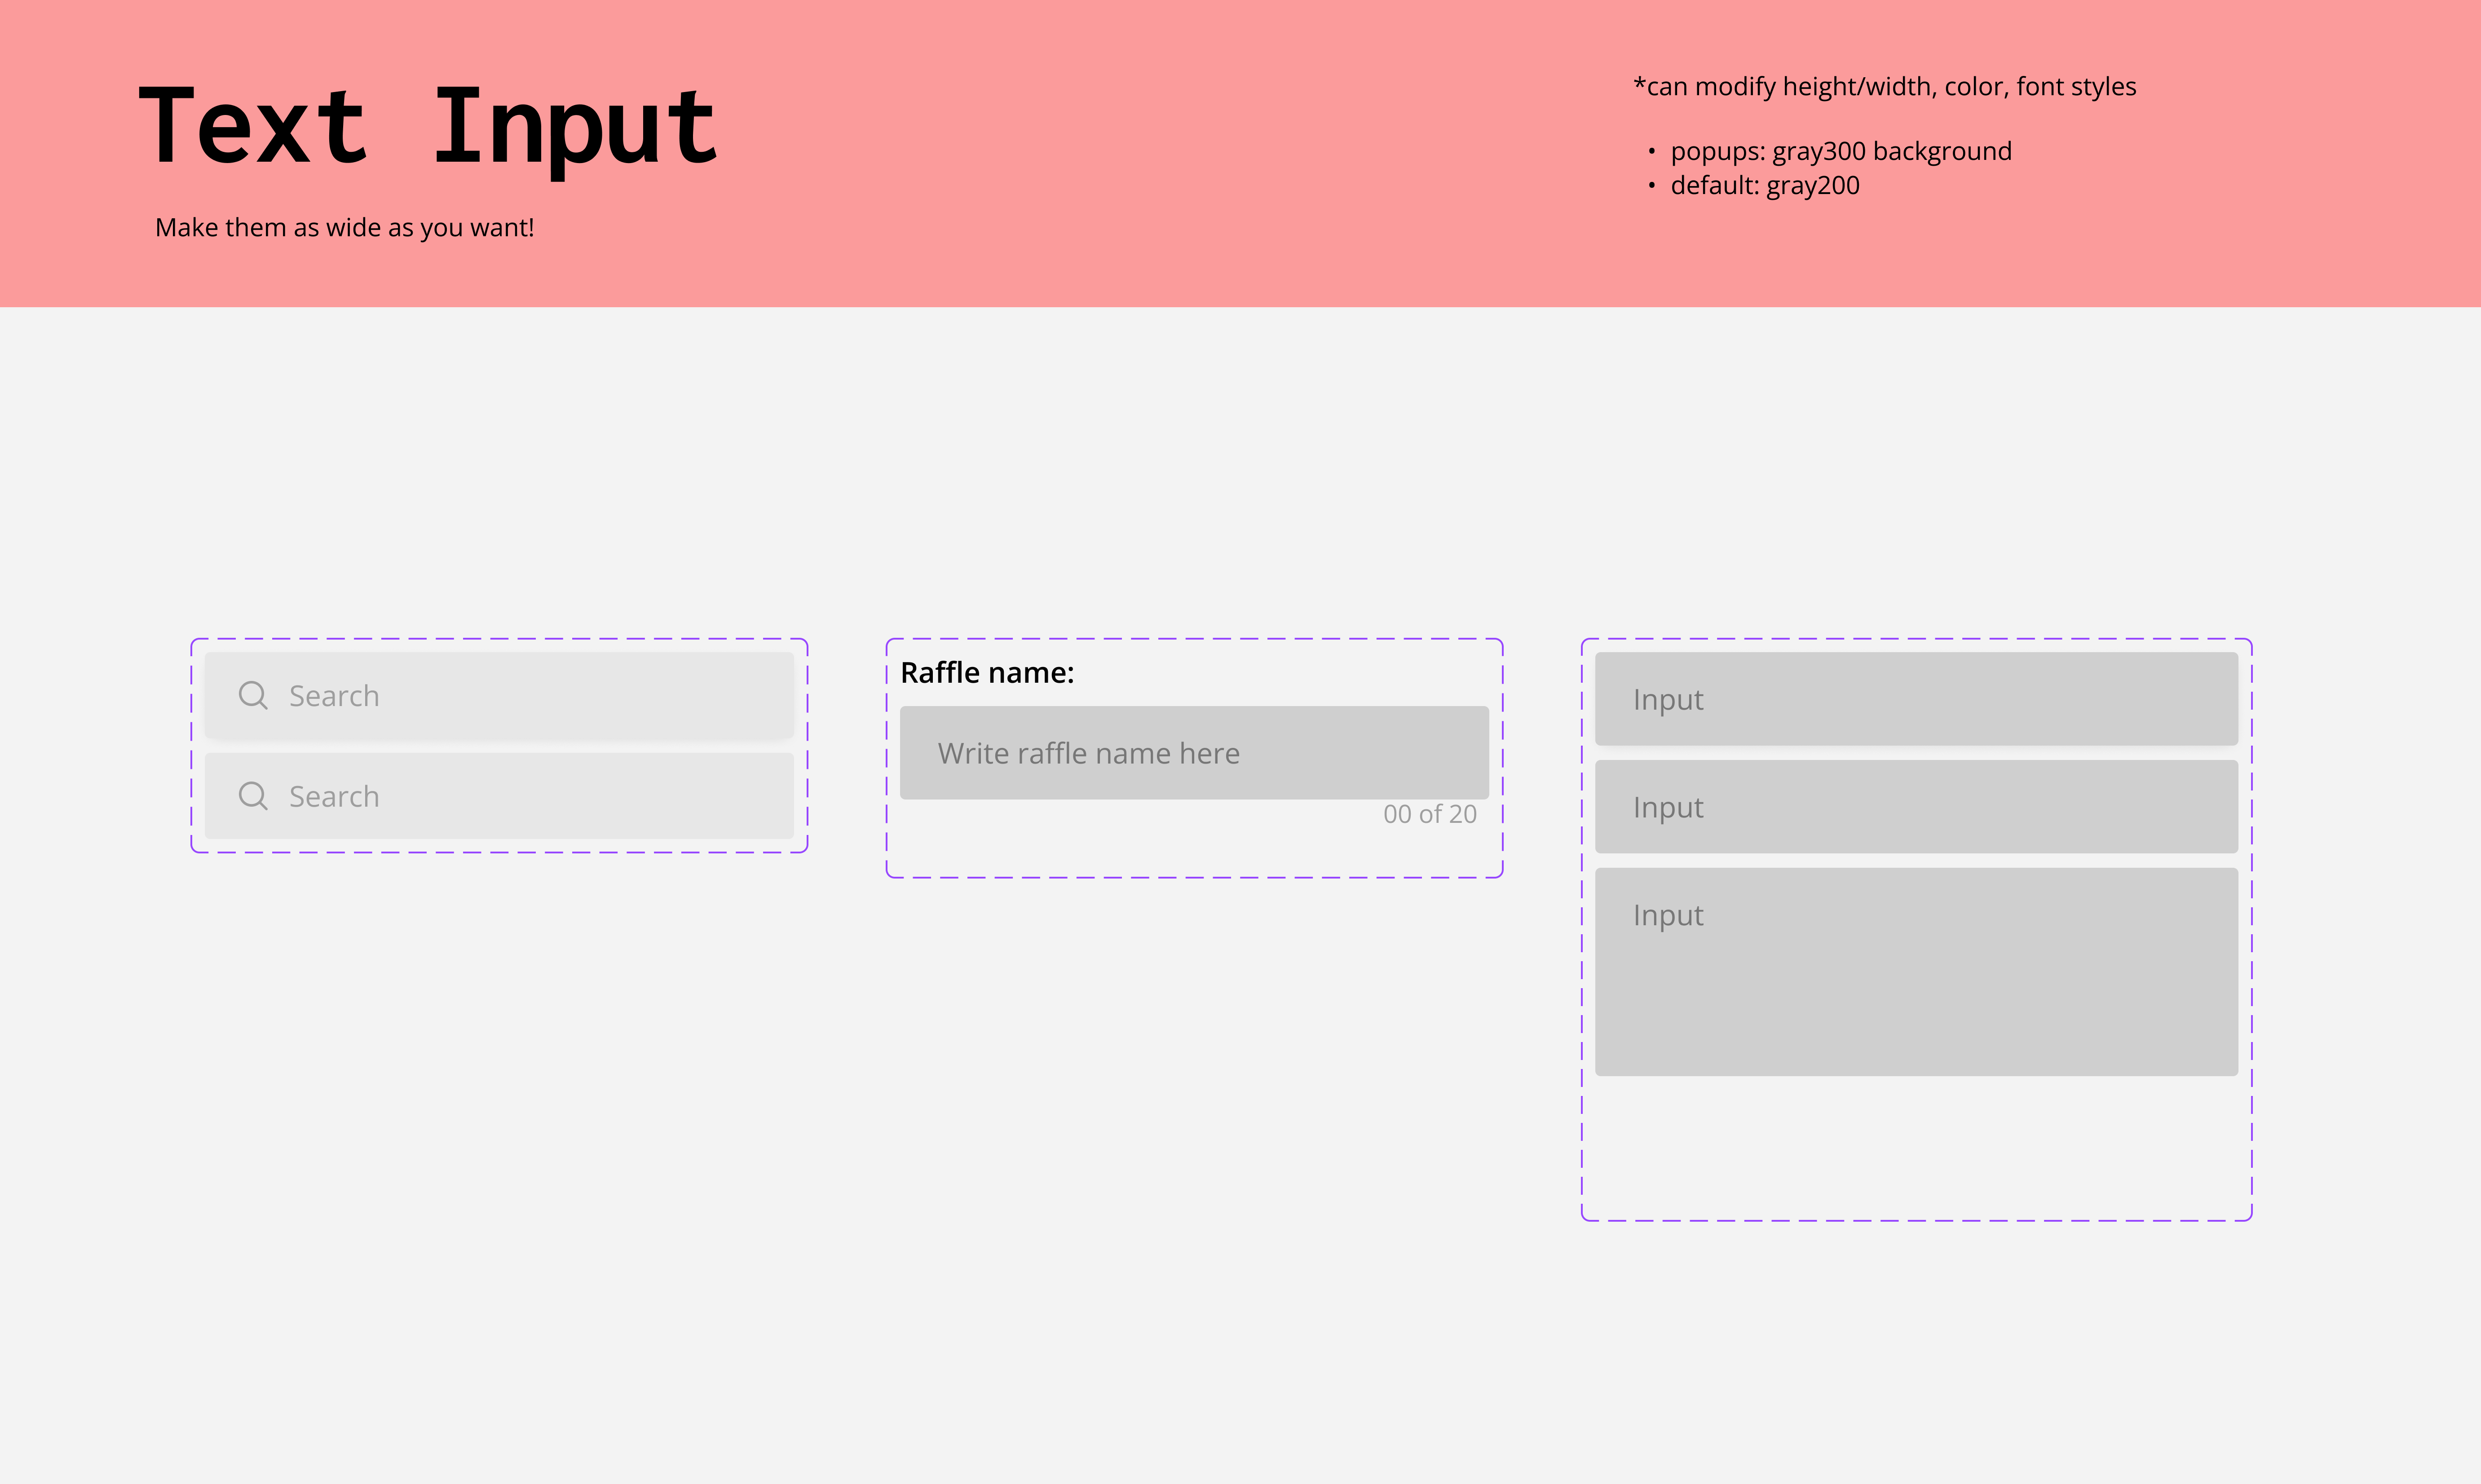 Text Input
Make them as wide as you want!
*can modify height/width, color, font styles
• popups: gray300 background
• default: gray200
Search
Search
Raffle name:
Write raffle name here
00 of 20
Input
Input
Input